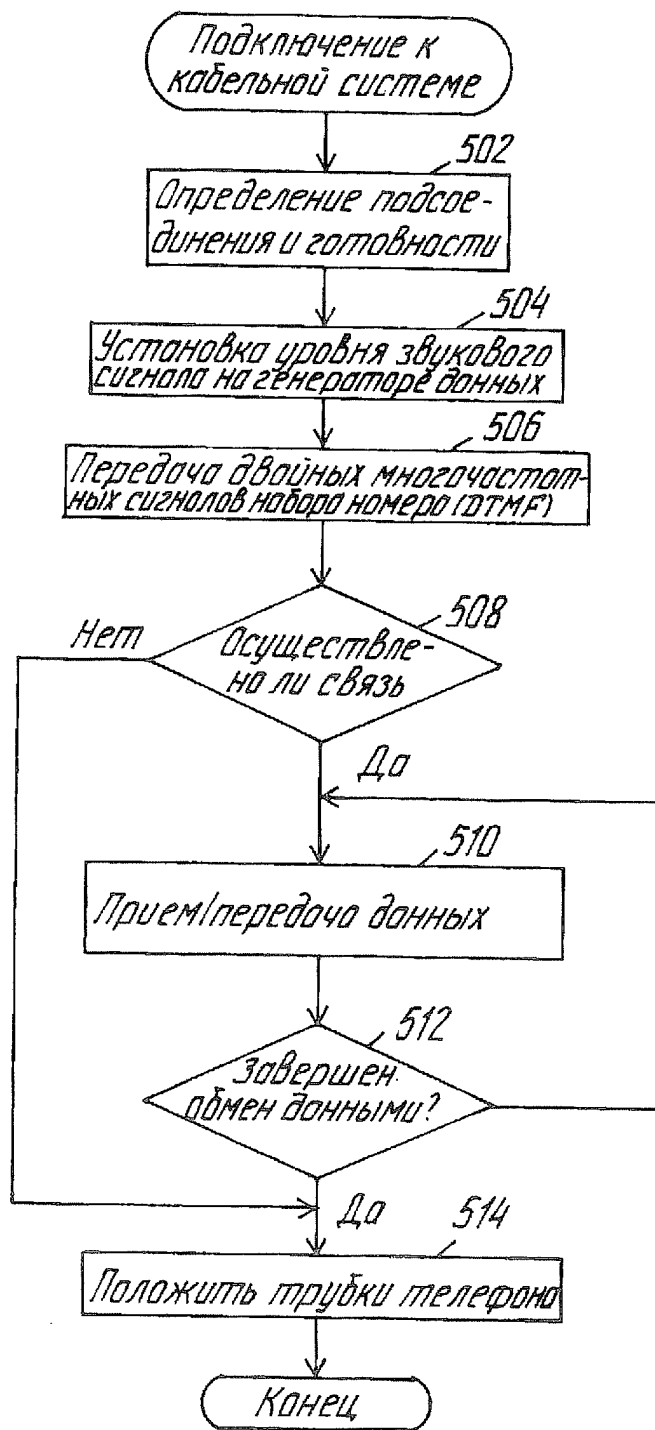 Подключение к
кабельной системе
502
Определение подсое-
динения и готовности
504
Установка уровня звукового
сигнала на генераторе данных
506
Передача двойных многочастот-
ных сигналов набора номера (DTMF)
508
Нет
Осуществле-
на ли связь
Да
510
Прием/передача данных
512
Завершен
обмен данными?
Да
514
Положить трубки телефона
Конец